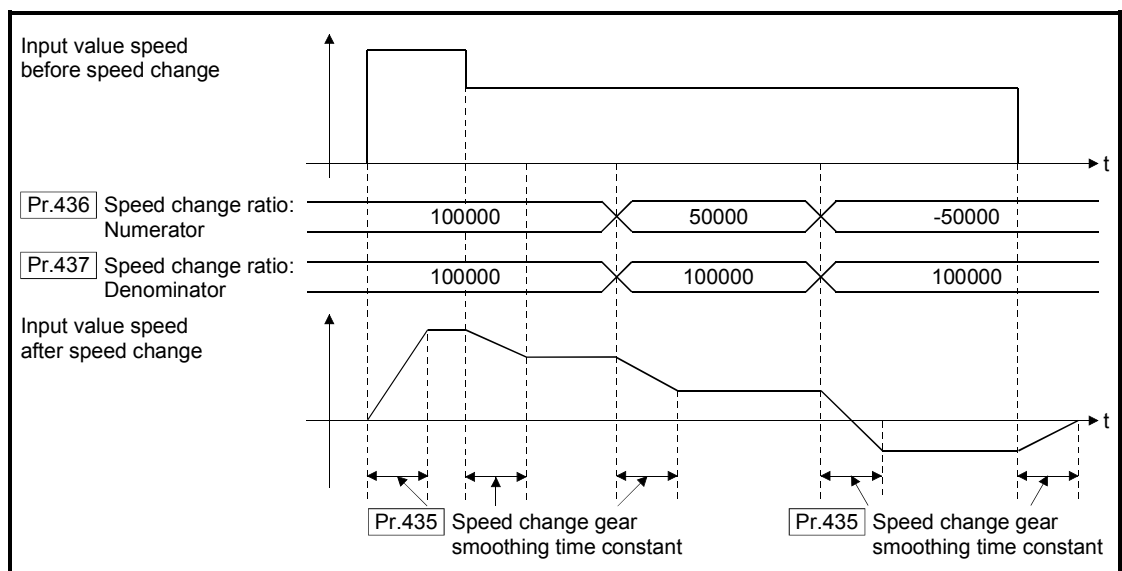 Input value speed
before speed change
t
Pr.436 Speed change ratio:
Numerator
100000 50000 -50000
Pr.437 Speed change ratio:
Denominator
100000 100000 100000
Input value speed
after speed change
t
Pr.435 Speed change gear
smoothing time constant
Pr.435 Speed change gear
smoothing time constant